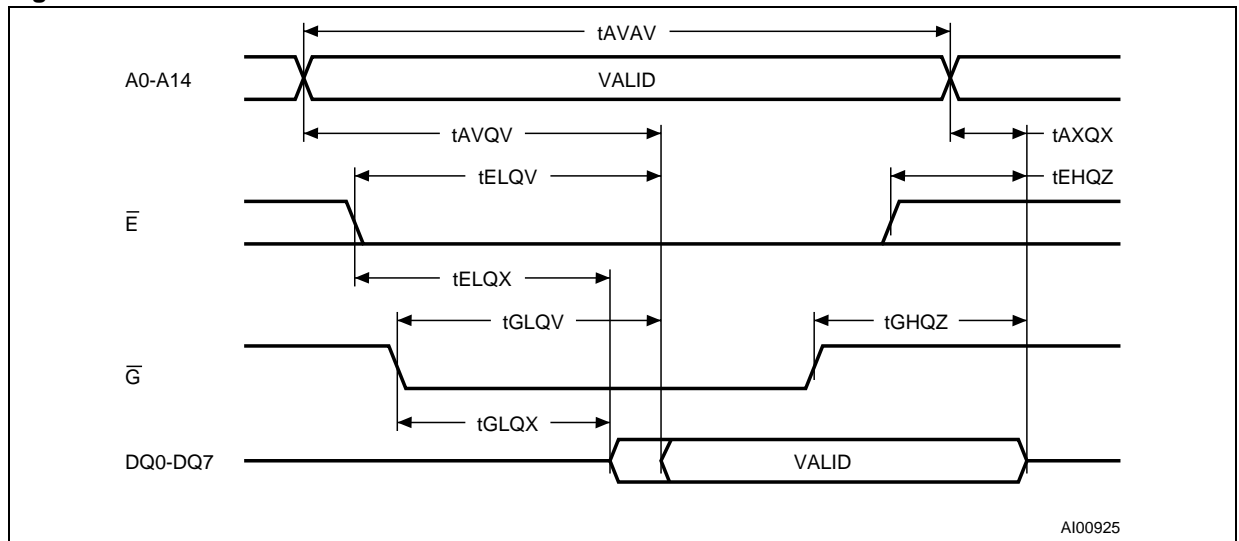 tAVAV
A0-A14
VALID
tAVQV
tAXQX
tELQV
tEHQZ
E̅
tELQX
tGLQV
tGHQZ
G̅
tGLQX
DQ0-DQ7
VALID
AI00925